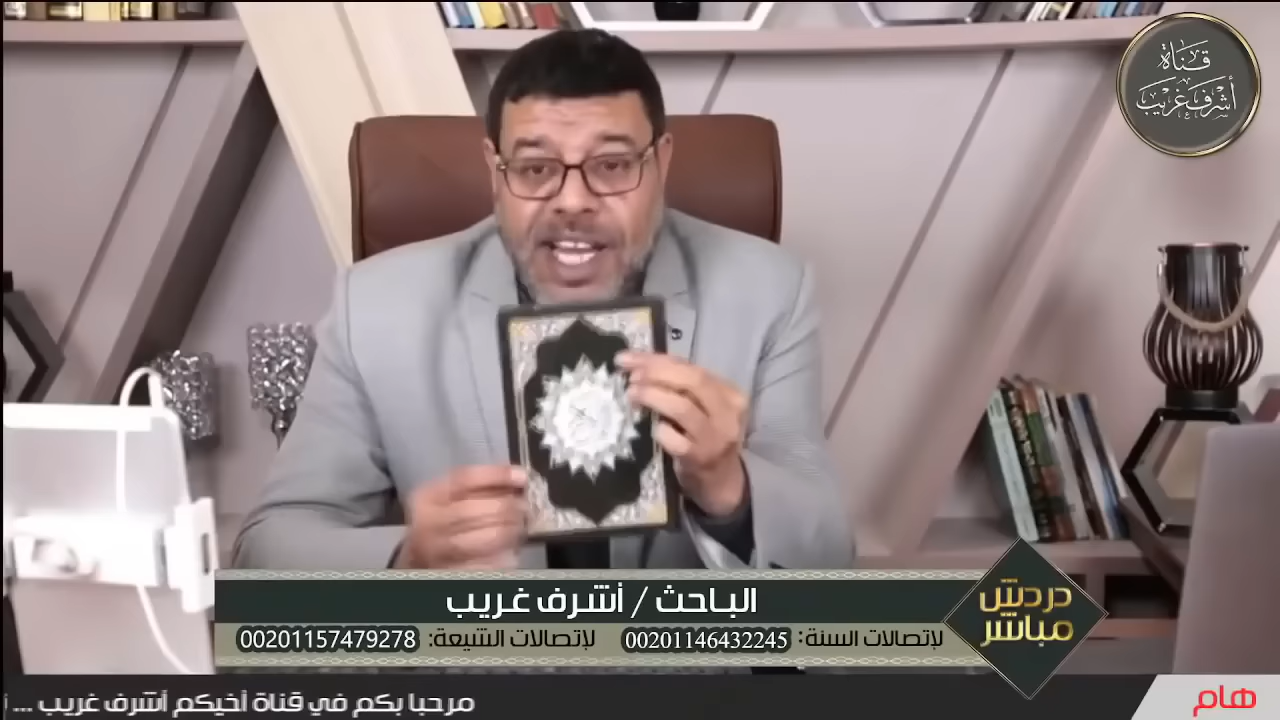 قناة
أشرف غريب
دردش
مباشر
الباحث / أشرف غريب
لإتصالات السنة: 00201146432245 لإتصالات الشيعة: 00201157479278
هام
مرحبا بكم في قناة أخيكم أشرف غريب ...